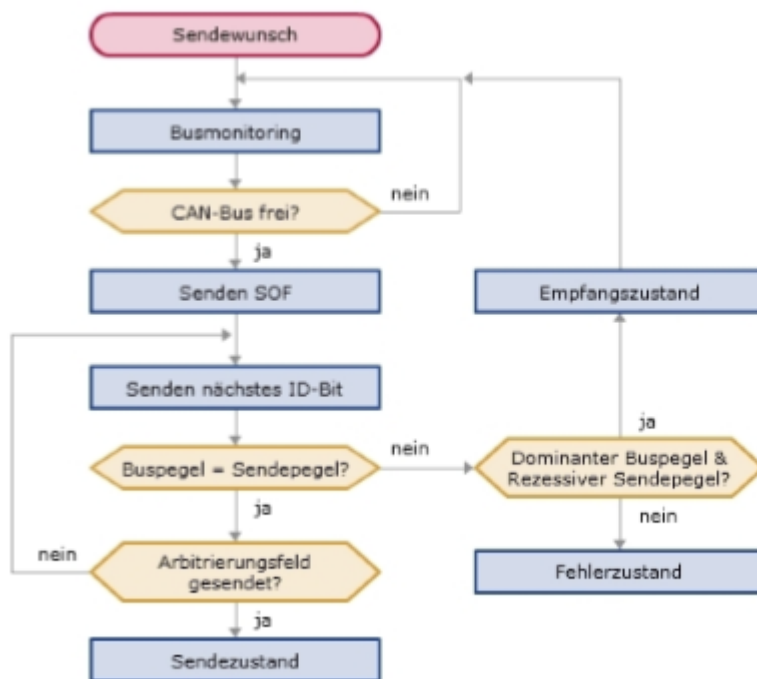 Sendewunsch
Busmonitoring
nein
CAN-Bus frei?
ja
Senden SOF
Empfangszustand
Senden nächstes ID-Bit
ja
nein
Buspegel = Sendepegel?
Dominanter Buspegel &
Rezessiver Sendepegel?
ja
nein
nein
Arbitrierungsfeld
gesendet?
Fehlerzustand
ja
Sendezustand